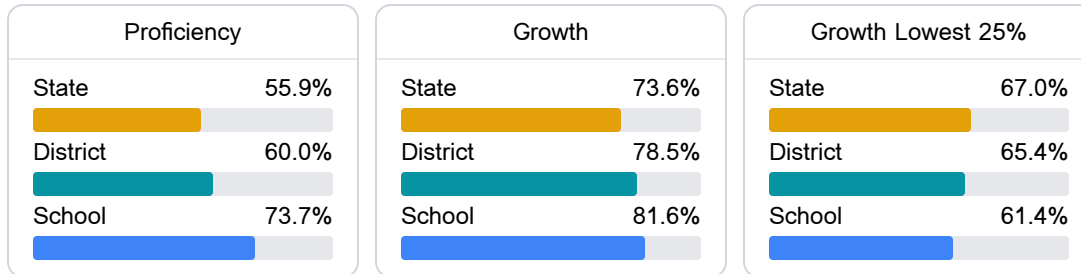 Proficiency
State 55.9%
District 60.0%
School 73.7%
Growth
State 73.6%
District 78.5%
School 81.6%
Growth Lowest 25%
State 67.0%
District 65.4%
School 61.4%